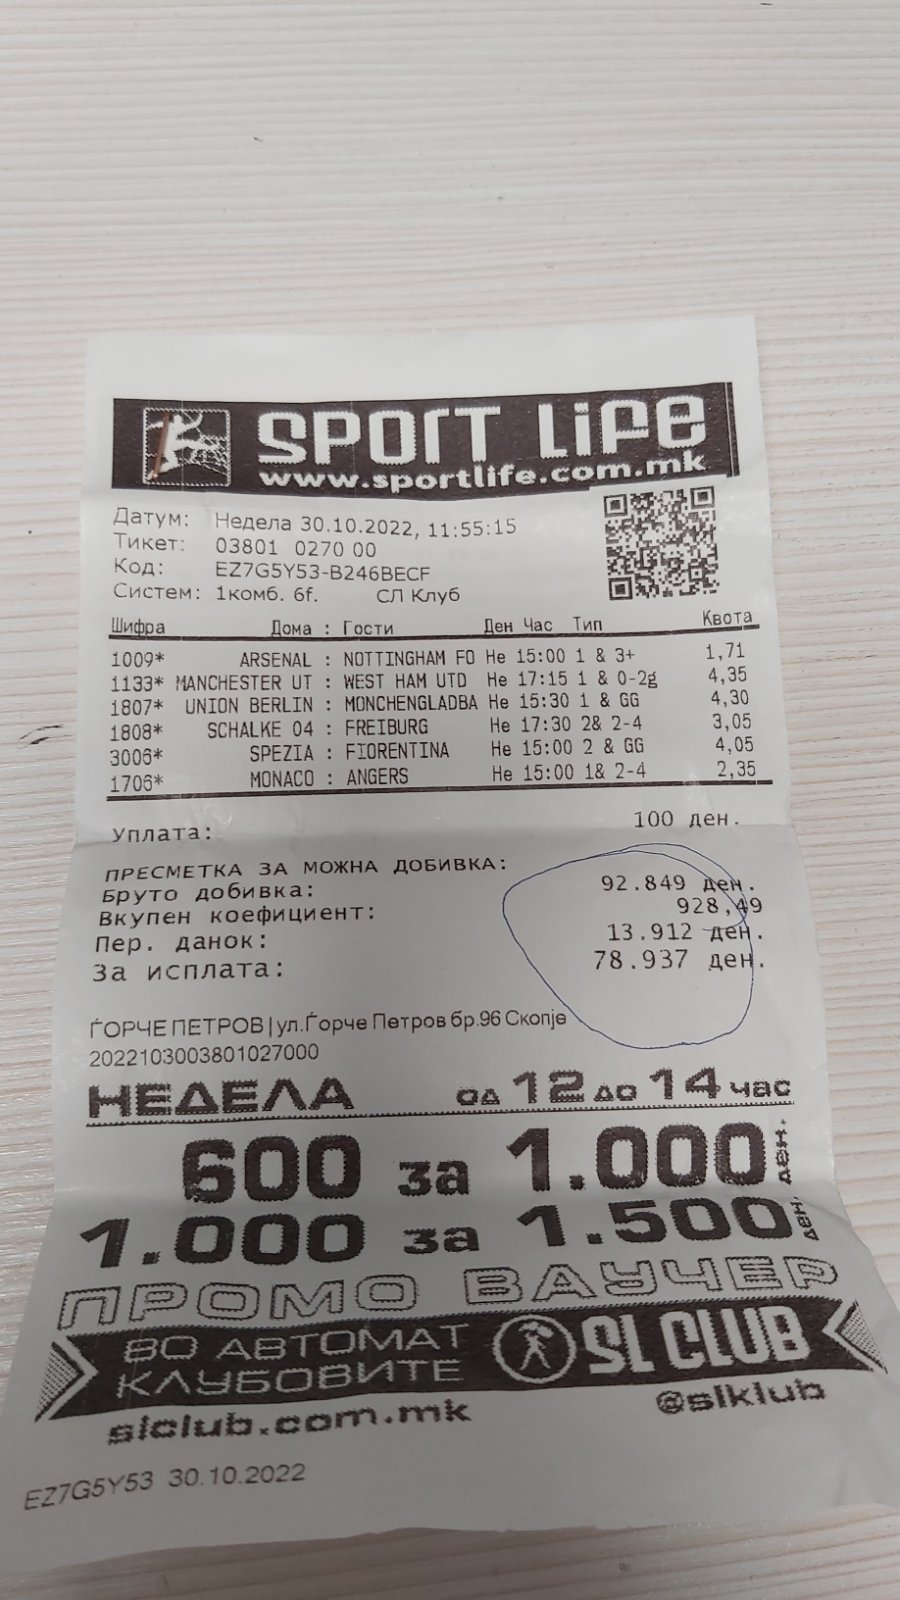 SPORT LIFE
www.sportlife.com.mk
Датум: Недела 30.10.2022, 11:55:15
Тикет: 03801 0270 00
Код: EZ7G5Y53-B246BECF
Систем: 1комб. 6f. СЛ Клуб
Шифра Дома : Гости Ден Час Тип Квота
1009* ARSENAL : NOTTINGHAM FO Не 15:00 1 & 3+ 1,71
1133* MANCHESTER UT : WEST HAM UTD Не 17:15 1 & 0-2g 4,35
1807* UNION BERLIN : MONCHENGLADBA Не 15:30 1 & GG 4,30
1808* SCHALKE 04 : FREIBURG Не 17:30 2& 2-4 3,05
3006* SPEZIA : FIORENTINA Не 15:00 2 & GG 4,05
1706* MONACO : ANGERS Не 15:00 1& 2-4 2,35
Уплата: 100 ден.
ПРЕСМЕТКА ЗА МОЖНА ДОБИВКА:
Бруто добивка: 92.849 ден.
Вкупен коефициент: 928,49
Пер. данок: 13.912 ден.
За исплата: 78.937 ден.
ЃОРЧЕ ПЕТРОВ|ул.Ѓорче Петров бр.96 Скопје
2022103003801027000
НЕДЕЛА од 12 до 14 час
600 за 1.000 ден.
1.000 за 1.500 ден.
ПРОМО ВАУЧЕР
ВО АВТОМАТ КЛУБОВИТЕ SL CLUB
slclub.com.mk @slklub
EZ7G5Y53 30.10.2022